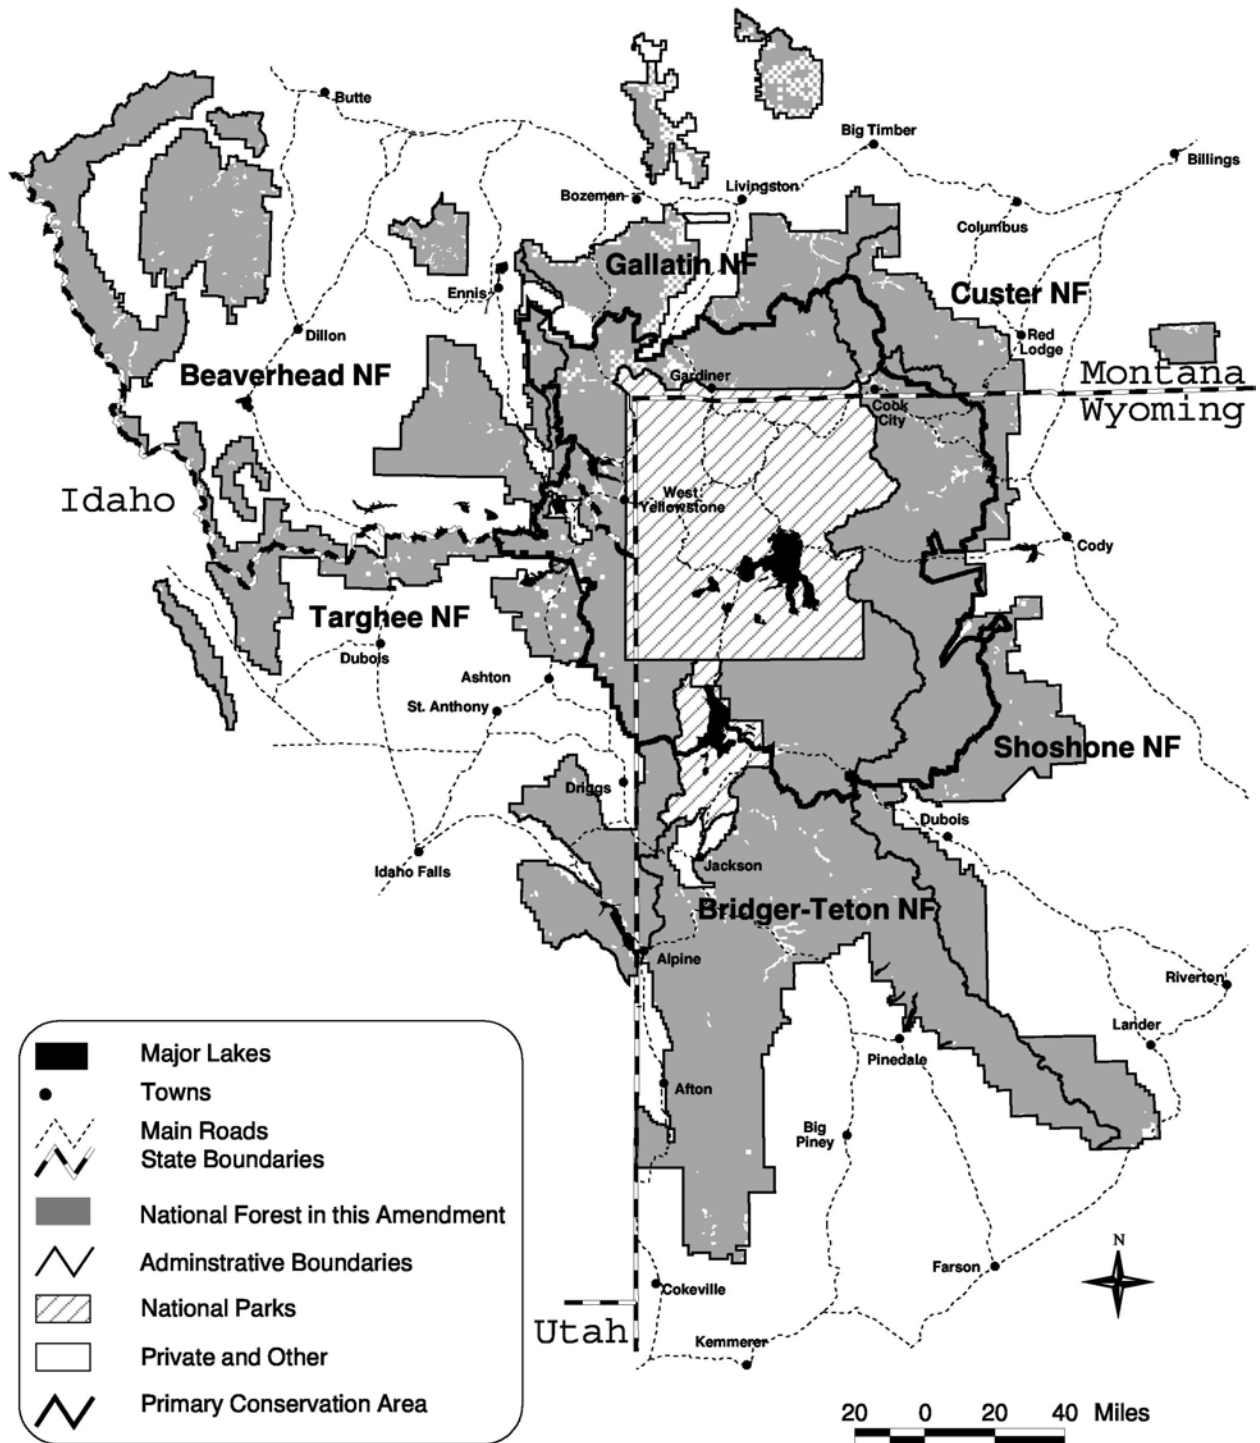 Butte
Big Timber
Billings
Bozeman
Livingston
Columbus
Gallatin NF
Ennis
Custer NF
Dillon
Red
Lodge
Beaverhead NF
Gardiner
Montana
Cook
City
Wyoming
Idaho
West
Yellowstone
Cody
Targhee NF
Dubois
Ashton
St. Anthony
Shoshone NF
Driggs
Dubois
Idaho Falls
Jackson
Bridger-Teton NF
Alpine
Riverton
Lander
Pinedale
Afton
Big
Piney
Farson
Cokeville
Utah
Kemmerer
N
Major Lakes
Towns
Main Roads
State Boundaries
National Forest in this Amendment
Adminstrative Boundaries
National Parks
Private and Other
Primary Conservation Area
20 0 20 40 Miles